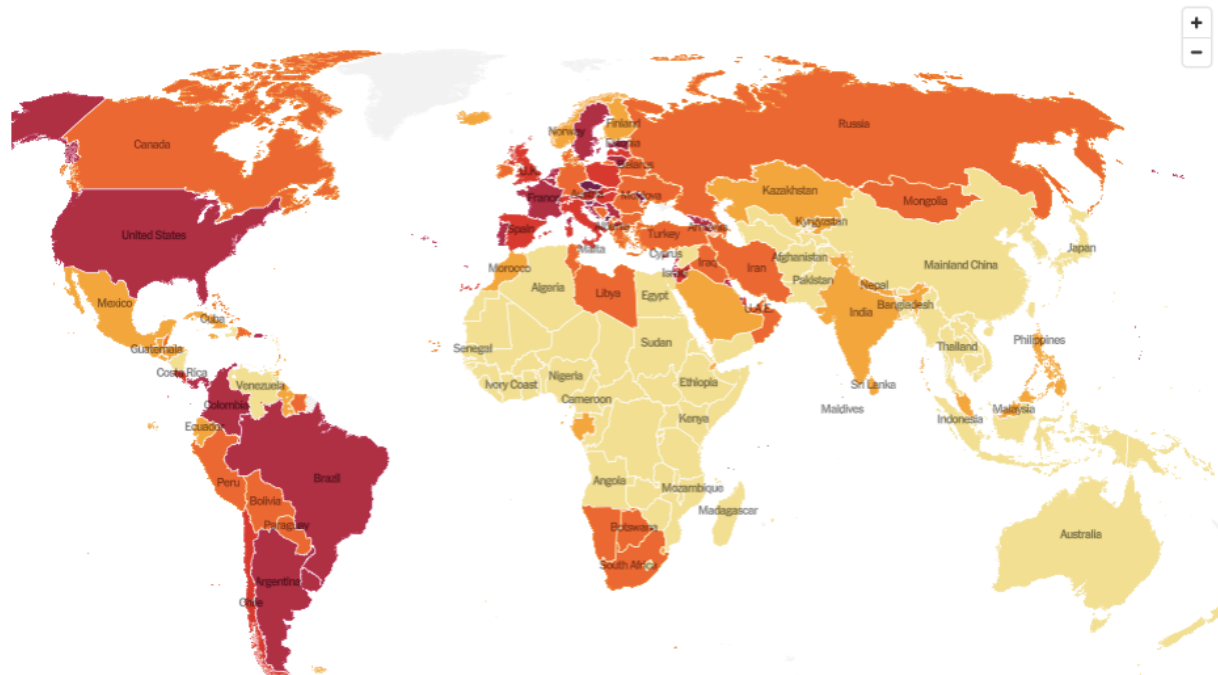 +
−
Canada
Russia
Norway
Finland
Estonia
Belarus
U.K.
France
Moldova
Kazakhstan
Mongolia
United States
Spain
Armenia
Turkey
Kyrgyzstan
Japan
Malta
Cyprus
Afghanistan
Mainland China
Morocco
Israel
Iraq
Iran
Pakistan
Nepal
Algeria
Libya
Egypt
Mexico
Cuba
U.A.E.
India
Bangladesh
Guatemala
Senegal
Sudan
Thailand
Philippines
Costa Rica
Venezuela
Ivory Coast
Nigeria
Ethiopia
Sri Lanka
Colombia
Cameroon
Maldives
Malaysia
Ecuador
Kenya
Indonesia
Brazil
Peru
Angola
Mozambique
Bolivia
Madagascar
Paraguay
Botswana
Australia
South Africa
Argentina
Chile